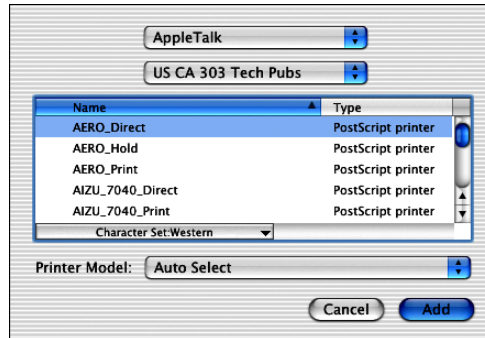 AppleTalk
US CA 303 Tech Pubs
Name Type
AERO_Direct PostScript printer
AERO_Hold PostScript printer
AERO_Print PostScript printer
AIZU_7040_Direct PostScript printer
AIZU_7040_Print PostScript printer
Character Set:Western
Printer Model: Auto Select
Cancel Add